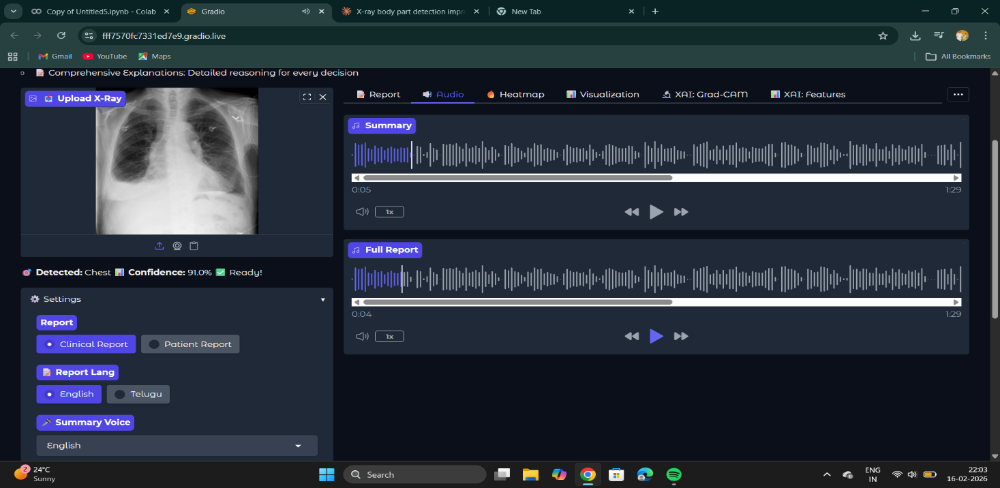 Copy of Untitled5.ipynb - Colab
Gradio
X-ray body part detection impr
New Tab
fff7570fc7331ed7e9.gradio.live
Gmail
YouTube
Maps
All Bookmarks
Comprehensive Explanations: Detailed reasoning for every decision
Upload X-Ray
Report
Audio
Heatmap
Visualization
XAI: Grad-CAM
XAI: Features
Summary
0:05
1:29
1x
Full Report
0:04
1:29
1x
Detected: Chest Confidence: 91.0% Ready!
Settings
Report
Clinical Report
Patient Report
Report Lang
English
Telugu
Summary Voice
English
2
24°C
Sunny
Search
ENG
IN
22:03
16-02-2026